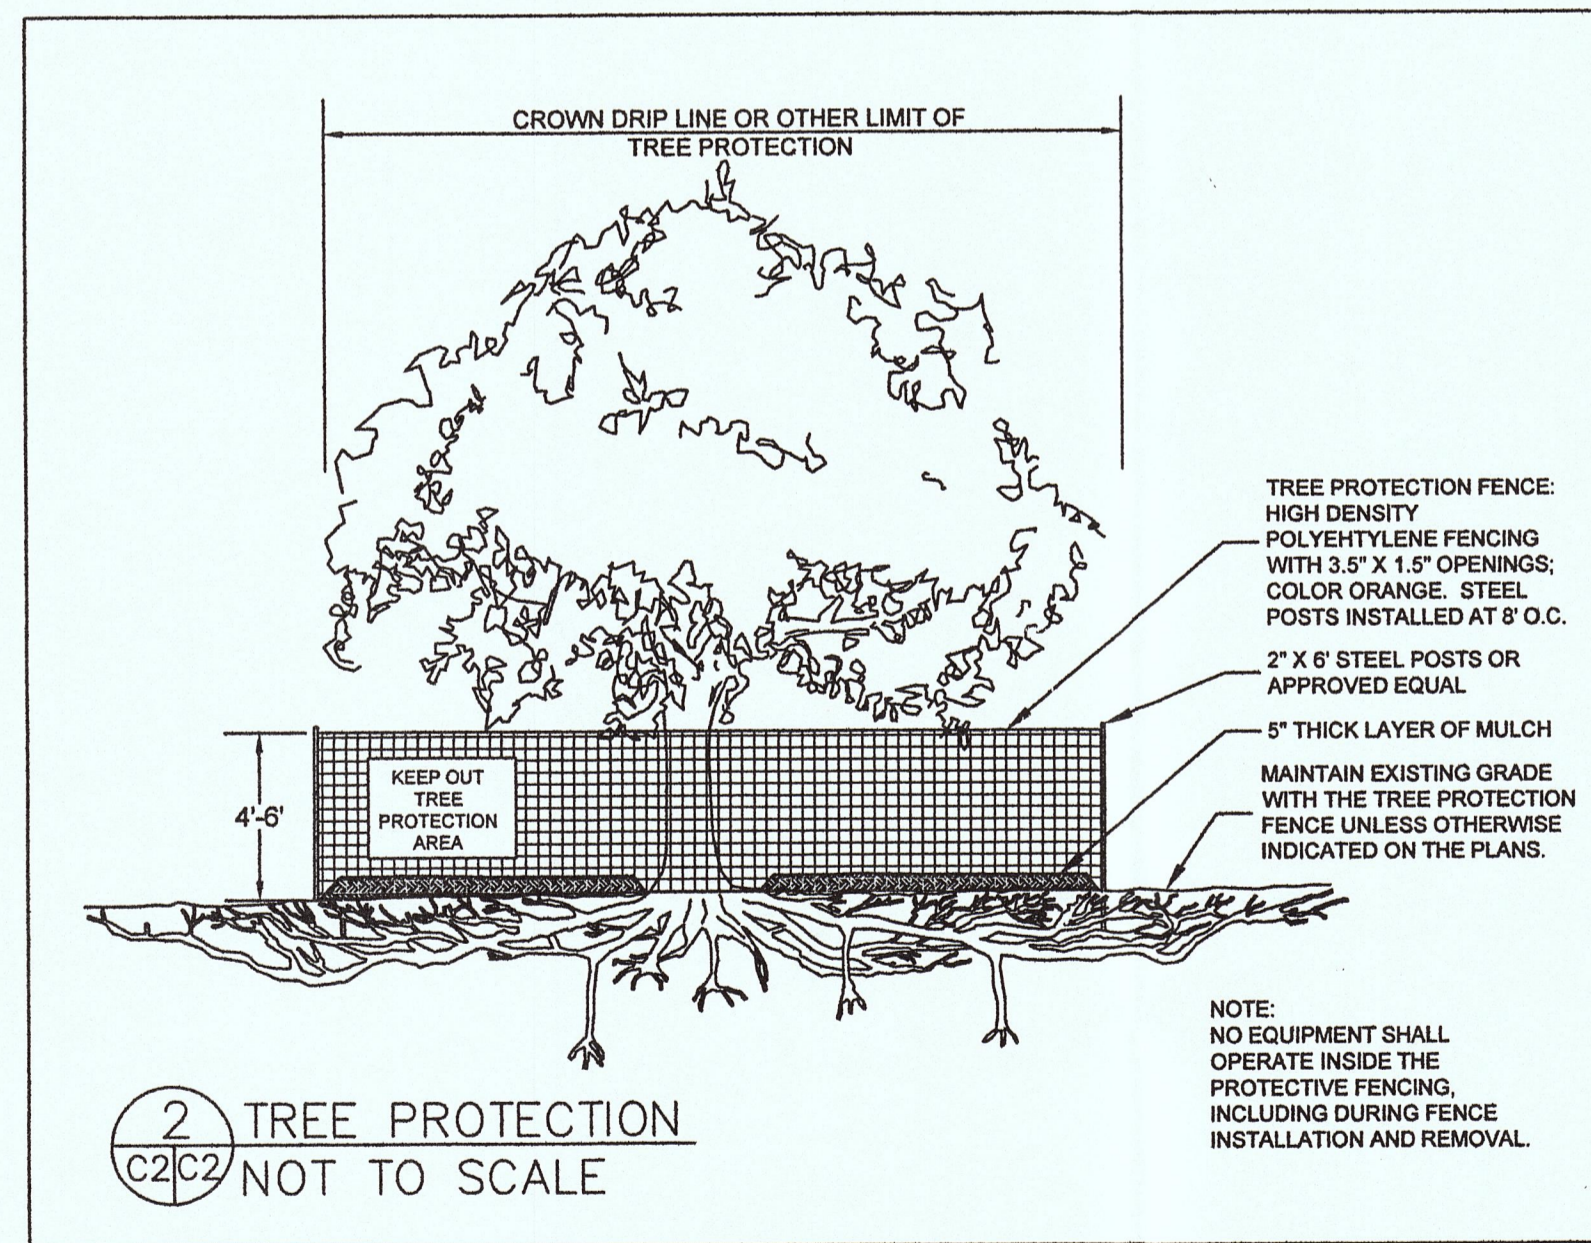 CROWN DRIP LINE OR OTHER LIMIT OF
TREE PROTECTION
TREE PROTECTION FENCE:
HIGH DENSITY
POLYEHTYLENE FENCING
WITH 3.5" X 1.5" OPENINGS;
COLOR ORANGE. STEEL
POSTS INSTALLED AT 8' O.C.
2" X 6' STEEL POSTS OR
APPROVED EQUAL
5" THICK LAYER OF MULCH
MAINTAIN EXISTING GRADE
WITH THE TREE PROTECTION
FENCE UNLESS OTHERWISE
INDICATED ON THE PLANS.
KEEP OUT
TREE
PROTECTION
AREA
4'-6'
NOTE:
NO EQUIPMENT SHALL
OPERATE INSIDE THE
PROTECTIVE FENCING,
INCLUDING DURING FENCE
INSTALLATION AND REMOVAL.
2 TREE PROTECTION
C2 C2 NOT TO SCALE